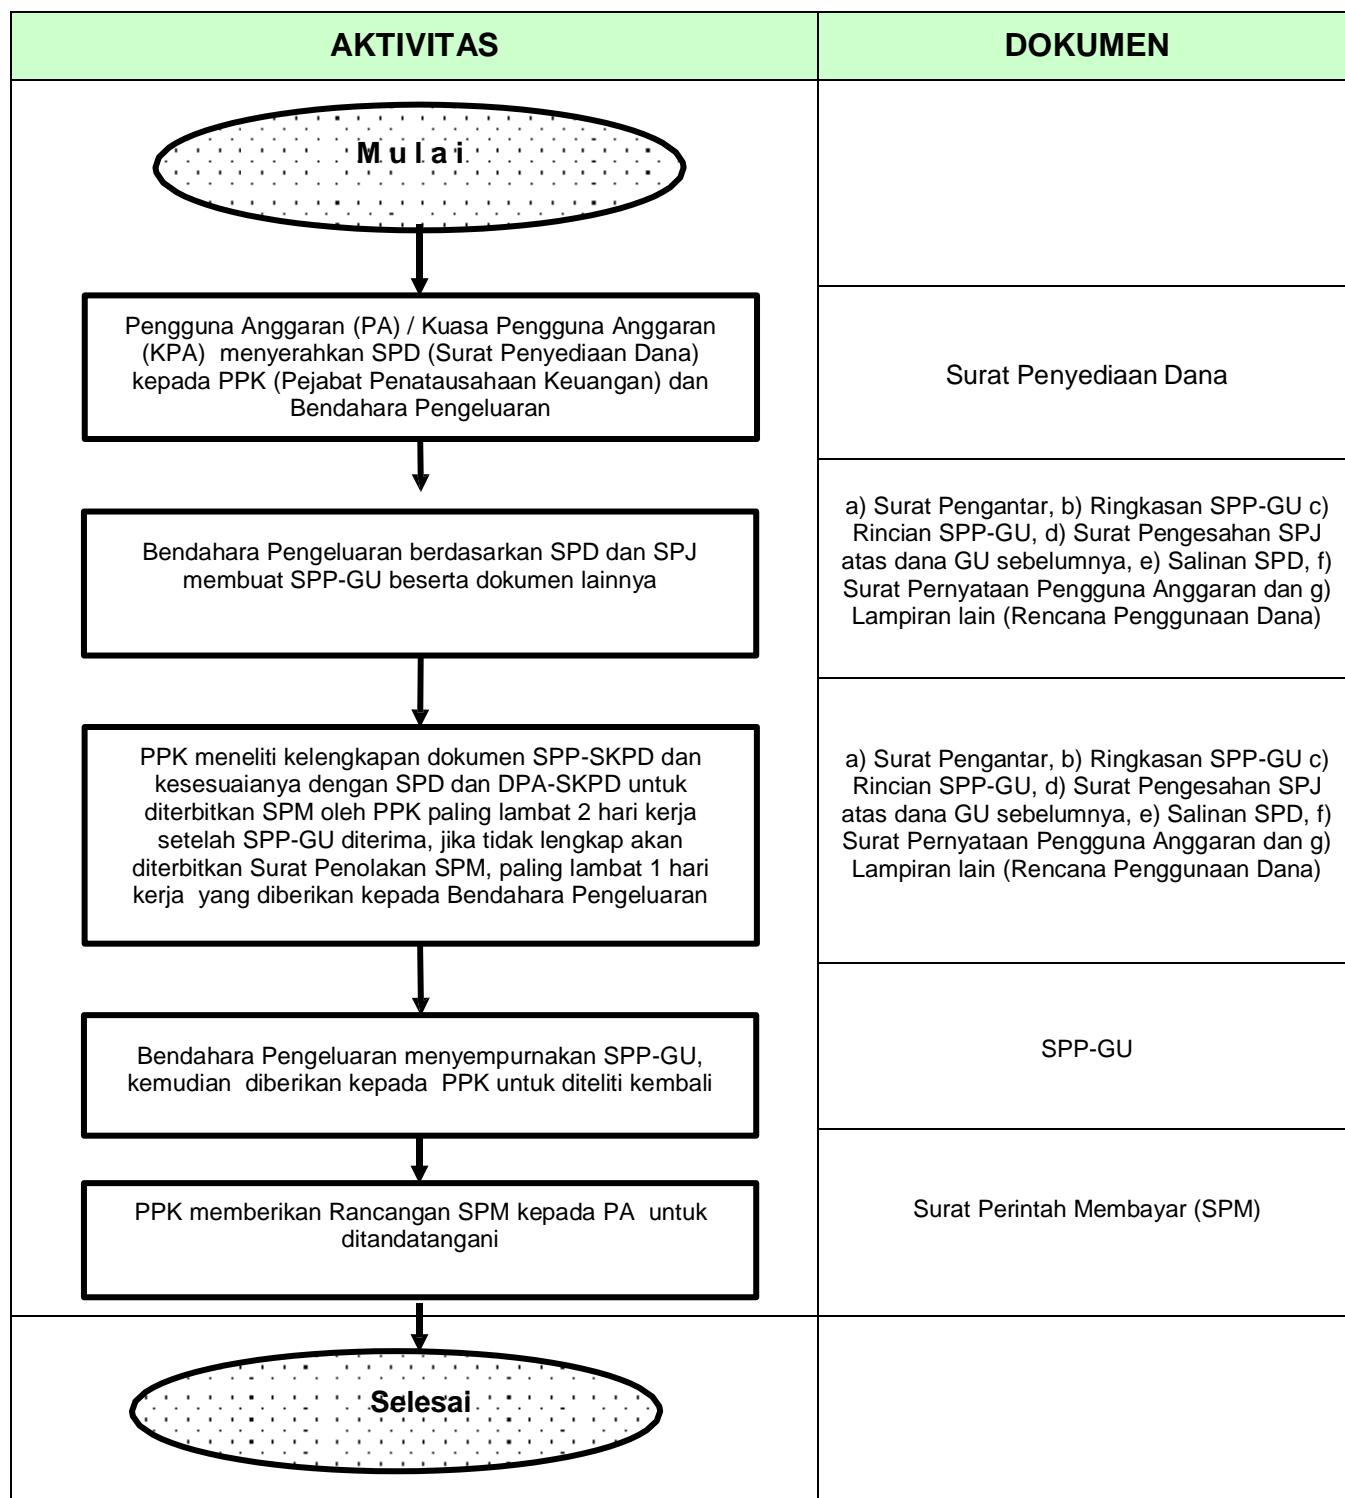 AKTIVITAS
DOKUMEN
M u l a i
Pengguna Anggaran (PA) / Kuasa Pengguna Anggaran
(KPA)  menyerahkan SPD (Surat Penyediaan Dana)
kepada PPK (Pejabat Penatausahaan Keuangan) dan
Bendahara Pengeluaran
Surat Penyediaan Dana
Bendahara Pengeluaran berdasarkan SPD dan SPJ
membuat SPP-GU beserta dokumen lainnya
a) Surat Pengantar, b) Ringkasan SPP-GU c)
Rincian SPP-GU, d) Surat Pengesahan SPJ
atas dana GU sebelumnya, e) Salinan SPD, f)
Surat Pernyataan Pengguna Anggaran dan g)
Lampiran lain (Rencana Penggunaan Dana)
PPK meneliti kelengkapan dokumen SPP-SKPD dan
kesesuaianya dengan SPD dan DPA-SKPD untuk
diterbitkan SPM oleh PPK paling lambat 2 hari kerja
setelah SPP-GU diterima, jika tidak lengkap akan
diterbitkan Surat Penolakan SPM, paling lambat 1 hari
kerja  yang diberikan kepada Bendahara Pengeluaran
a) Surat Pengantar, b) Ringkasan SPP-GU c)
Rincian SPP-GU, d) Surat Pengesahan SPJ
atas dana GU sebelumnya, e) Salinan SPD, f)
Surat Pernyataan Pengguna Anggaran dan g)
Lampiran lain (Rencana Penggunaan Dana)
Bendahara Pengeluaran menyempurnakan SPP-GU,
kemudian  diberikan kepada  PPK untuk diteliti kembali
SPP-GU
PPK memberikan Rancangan SPM kepada PA  untuk
ditandatangani
Surat Perintah Membayar (SPM)
Selesai